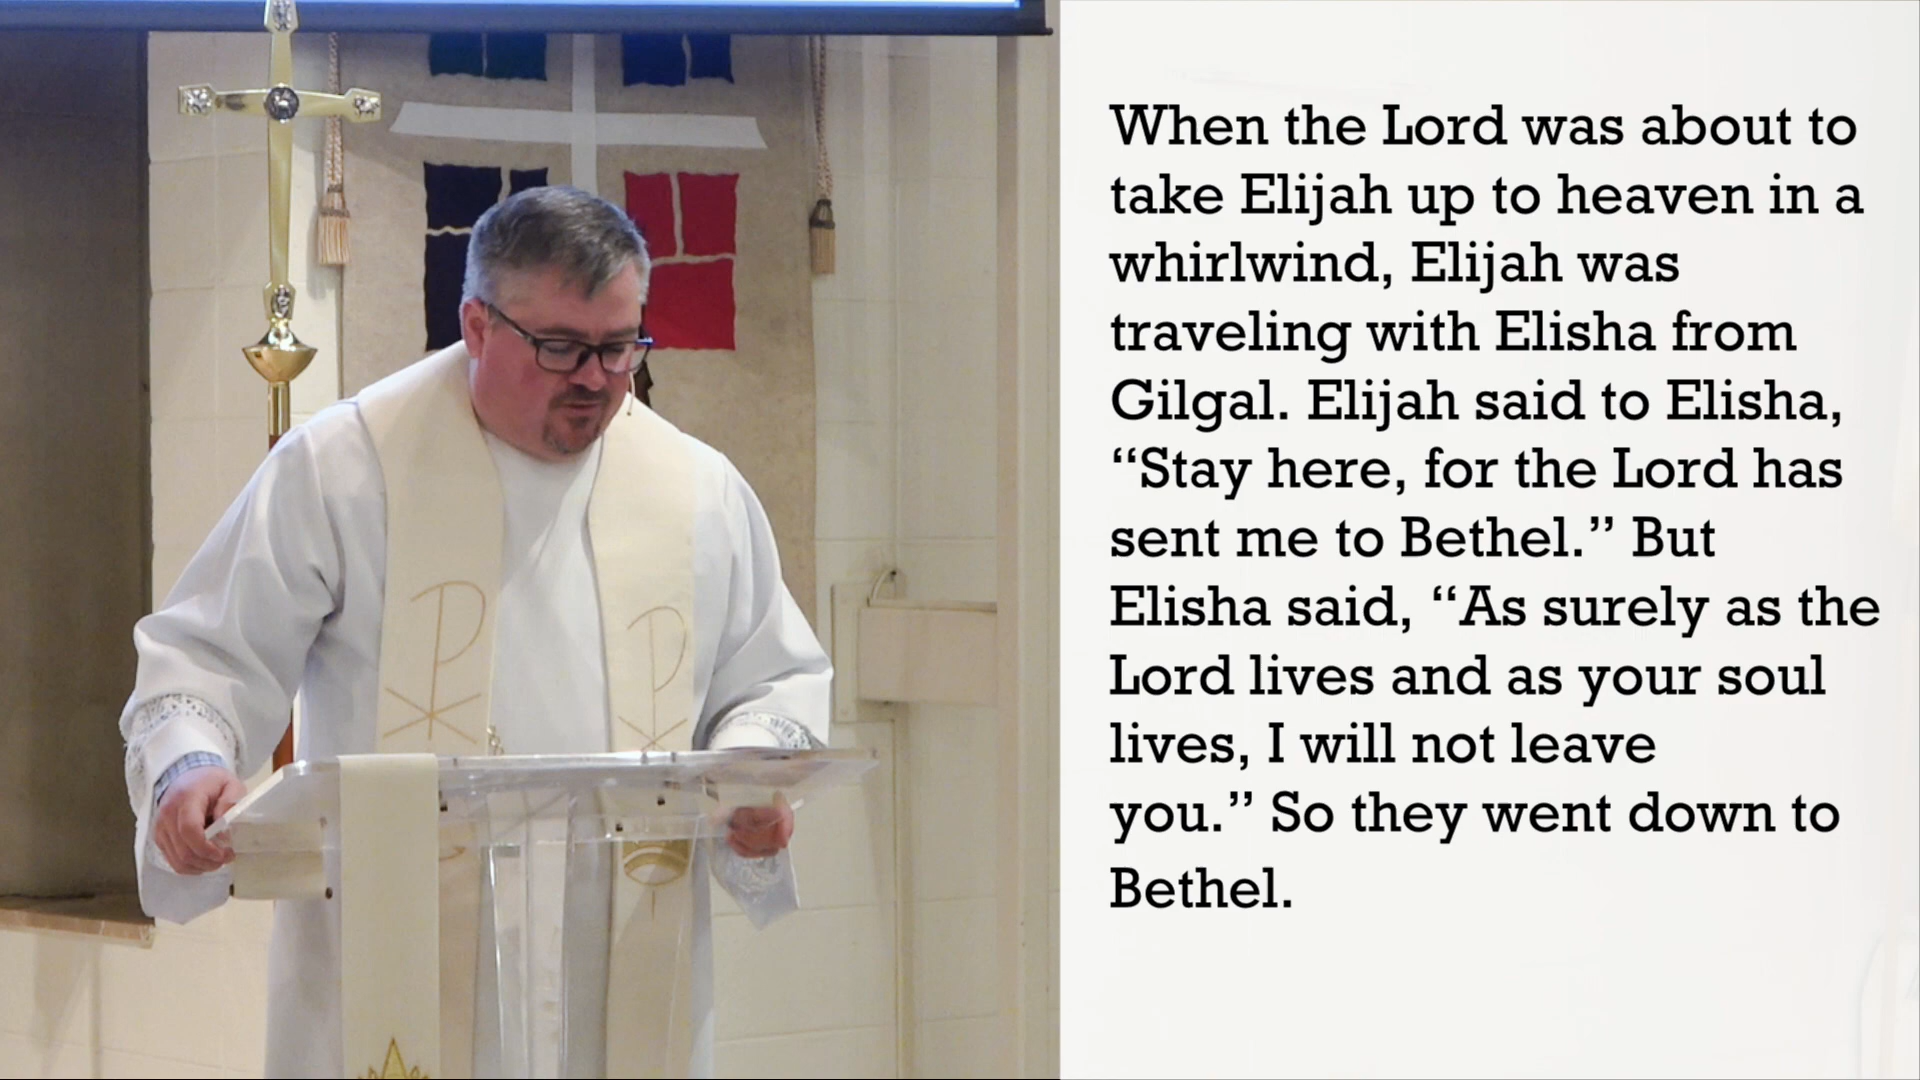 When the Lord was about to
take Elijah up to heaven in a
whirlwind, Elijah was
traveling with Elisha from
Gilgal. Elijah said to Elisha,
“Stay here, for the Lord has
sent me to Bethel.” But
Elisha said, “As surely as the
Lord lives and as your soul
lives, I will not leave
you.” So they went down to
Bethel.